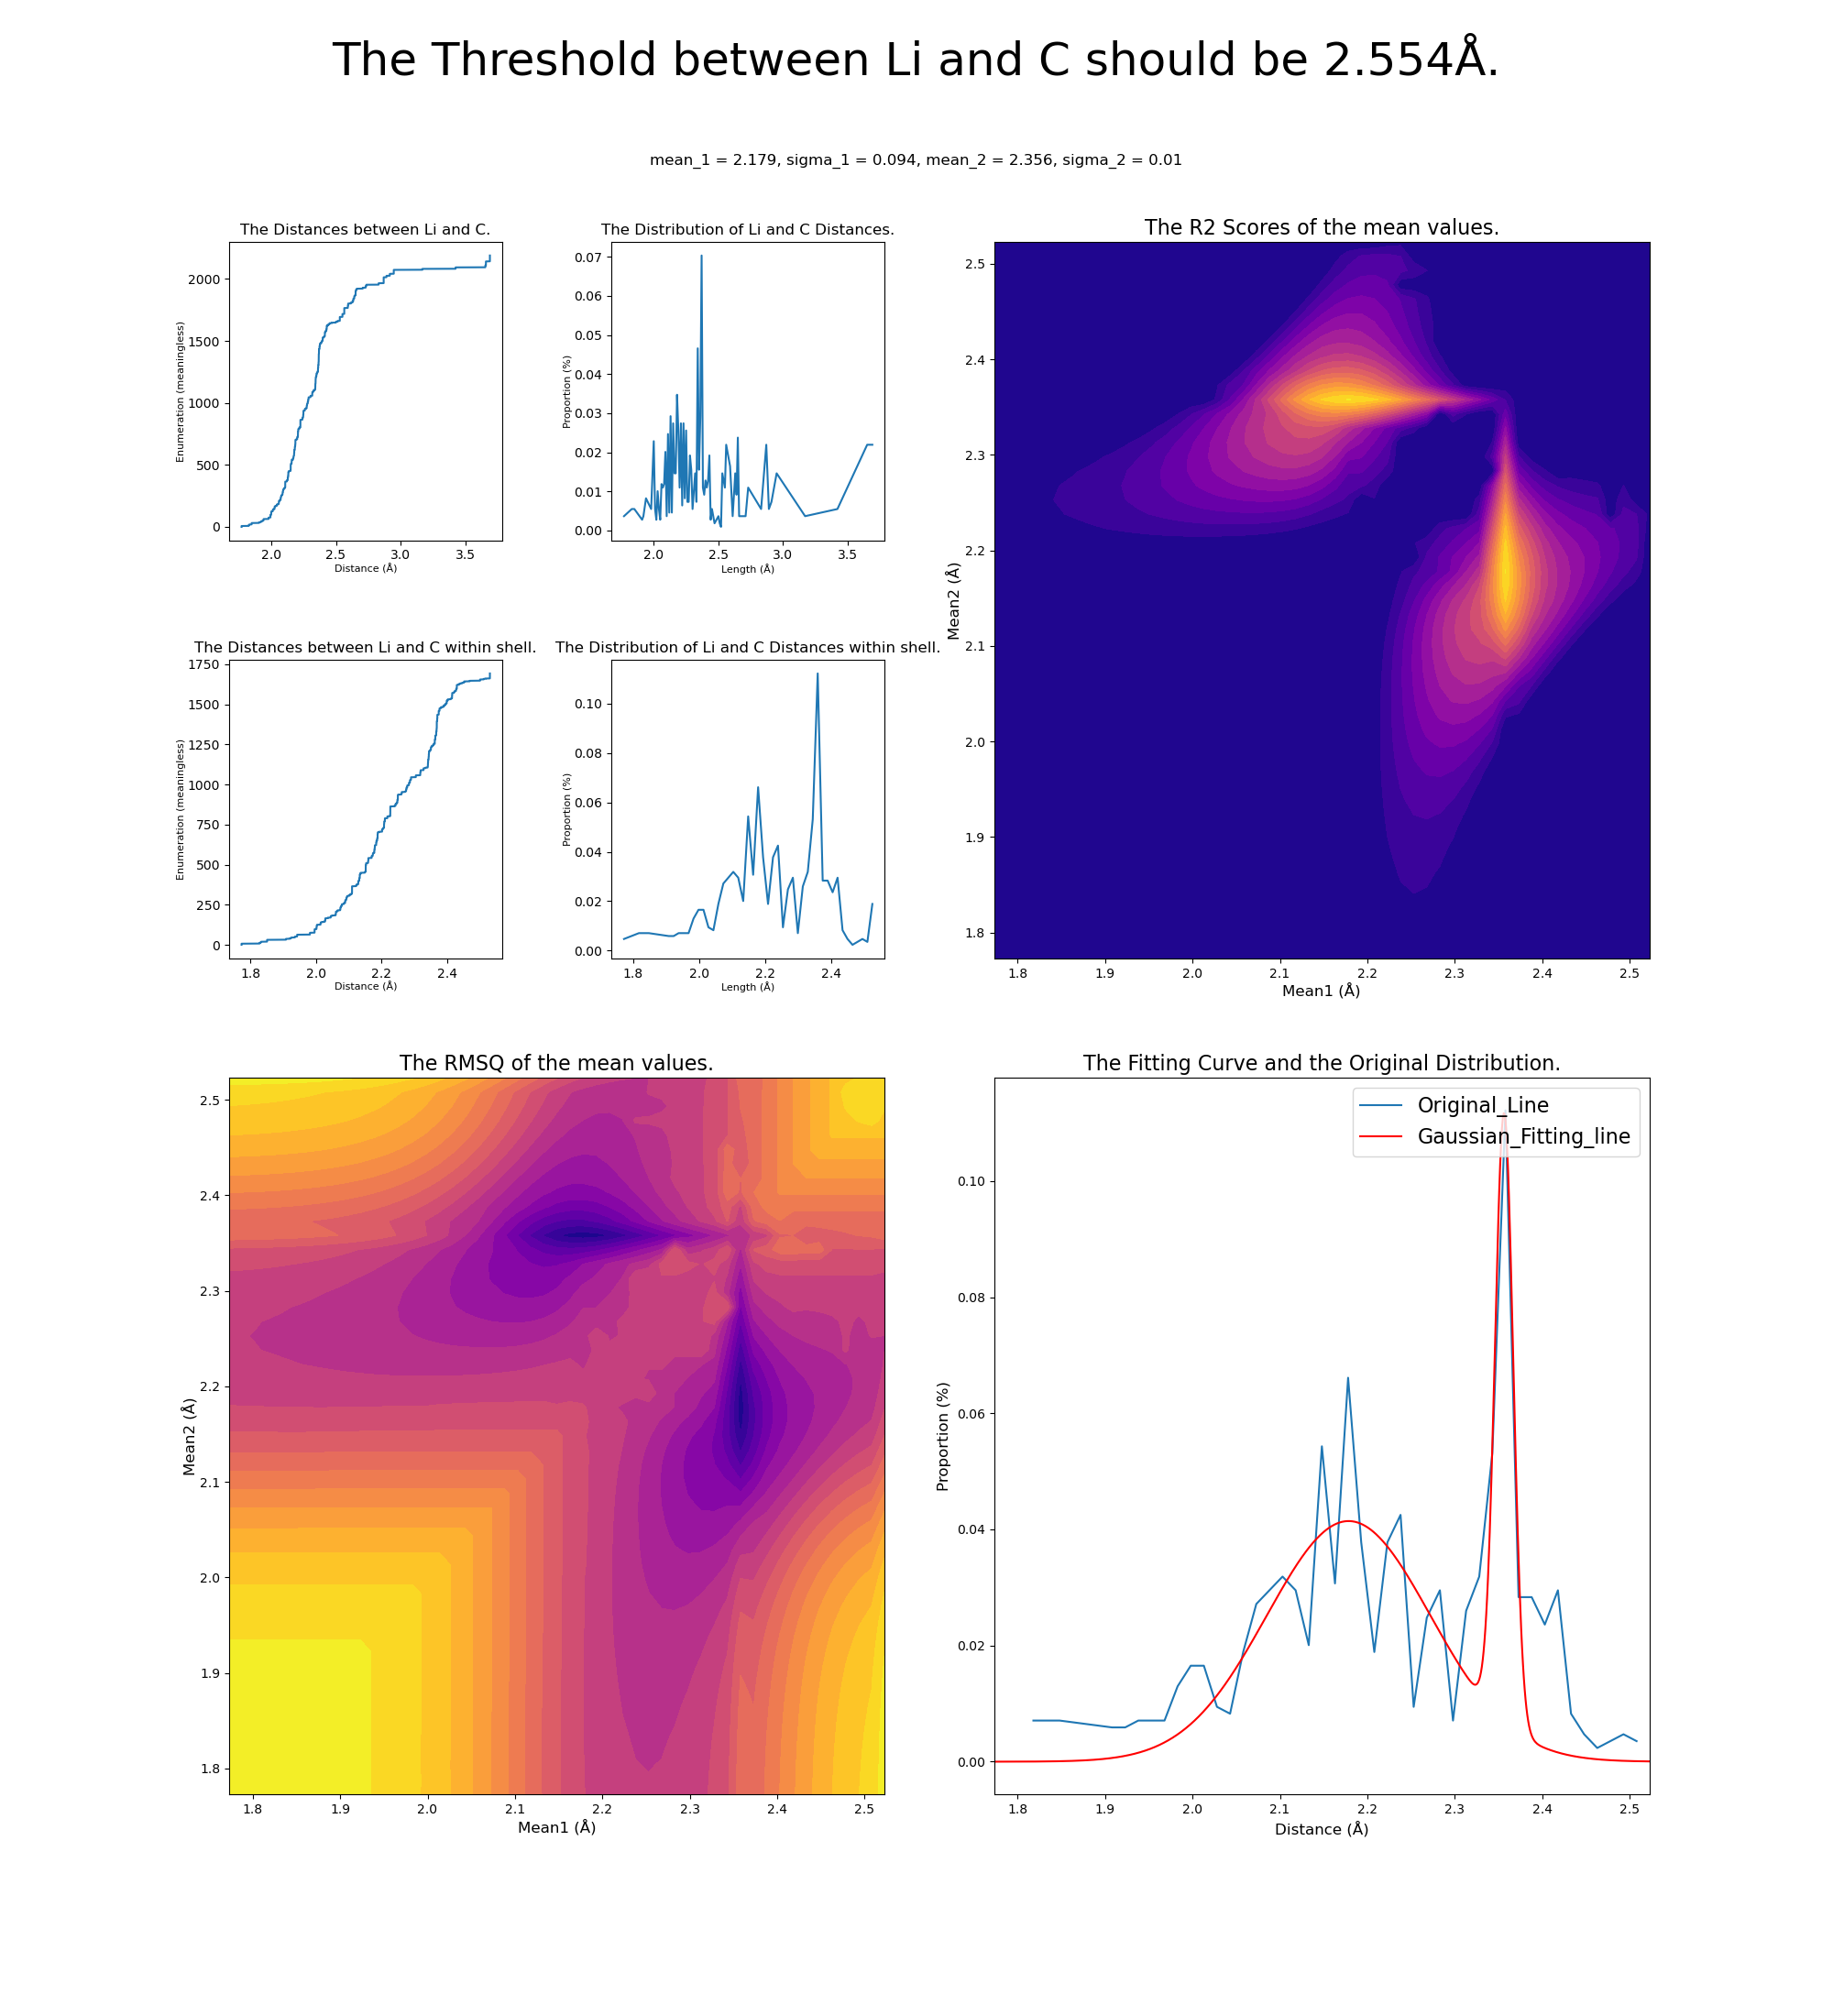 The Threshold between Li and C should be 2.554Å.
mean_1 = 2.179, sigma_1 = 0.094, mean_2 = 2.356, sigma_2 = 0.01
The Distances between Li and C.
Enumeration (meaningless)
2000
1500
1000
500
0
2.0 2.5 3.0 3.5
Distance (Å)
The Distribution of Li and C Distances.
Proportion (%)
0.07
0.06
0.05
0.04
0.03
0.02
0.01
0.00
2.0 2.5 3.0 3.5
Length (Å)
The R2 Scores of the mean values.
Mean2 (Å)
2.5
2.4
2.3
2.2
2.1
2.0
1.9
1.8
1.8 1.9 2.0 2.1 2.2 2.3 2.4 2.5
Mean1 (Å)
The Distances between Li and C within shell.
Enumeration (meaningless)
1750
1500
1250
1000
750
500
250
0
1.8 2.0 2.2 2.4
Distance (Å)
The Distribution of Li and C Distances within shell.
Proportion (%)
0.10
0.08
0.06
0.04
0.02
0.00
1.8 2.0 2.2 2.4
Length (Å)
The RMSQ of the mean values.
Mean2 (Å)
2.5
2.4
2.3
2.2
2.1
2.0
1.9
1.8
1.8 1.9 2.0 2.1 2.2 2.3 2.4 2.5
Mean1 (Å)
The Fitting Curve and the Original Distribution.
Original_Line
Gaussian_Fitting_line
Proportion (%)
0.10
0.08
0.06
0.04
0.02
0.00
1.8 1.9 2.0 2.1 2.2 2.3 2.4 2.5
Distance (Å)